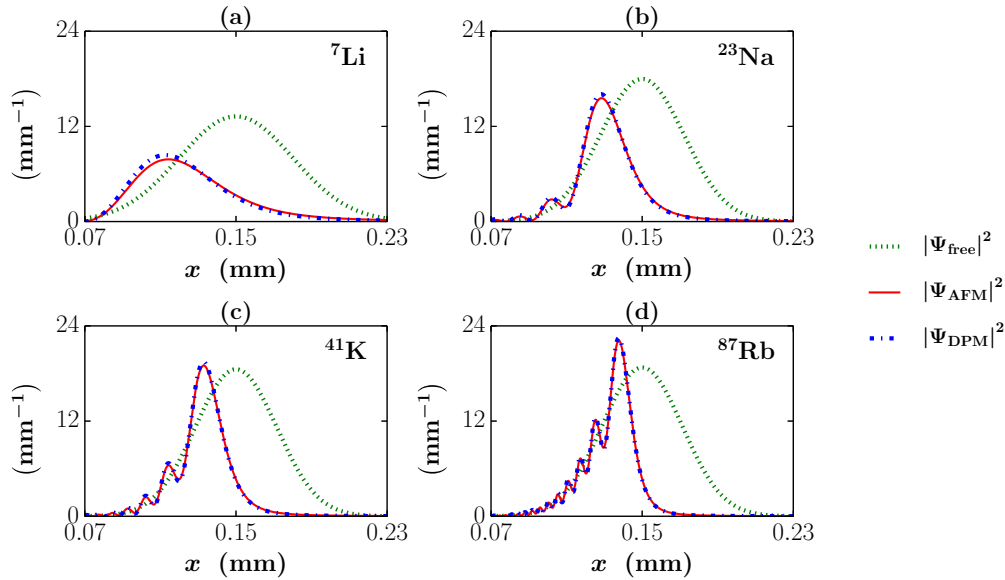 (a)
24
12
0
(mm⁻¹)
⁷Li
0.07 0.15 0.23
x (mm)
(b)
24
12
0
(mm⁻¹)
²³Na
0.07 0.15 0.23
x (mm)
|Ψfree|²
|ΨAFM|²
|ΨDPM|²
(c)
24
12
0
(mm⁻¹)
⁴¹K
0.07 0.15 0.23
x (mm)
(d)
24
12
0
(mm⁻¹)
⁸⁷Rb
0.07 0.15 0.23
x (mm)